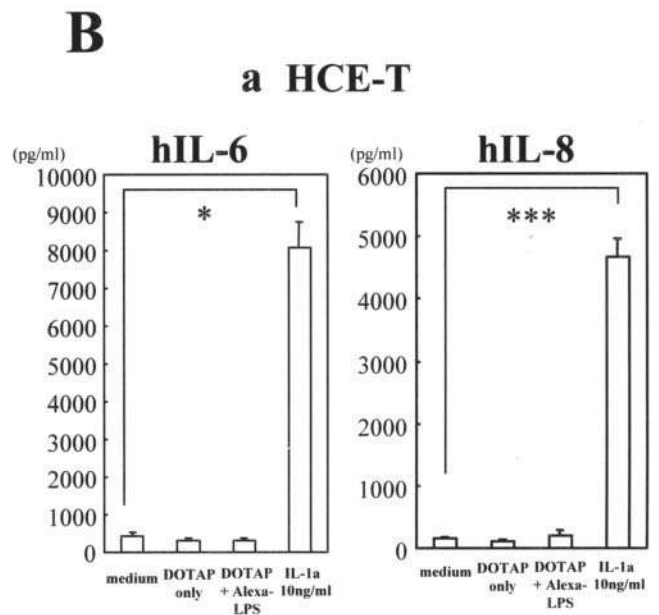 B
a HCE-T
hIL-6
(pg/ml)
10000
9000
8000
7000
6000
5000
4000
3000
2000
1000
0
*
medium
DOTAP
only
DOTAP
+ Alexa-
LPS
IL-1a
10ng/ml
hIL-8
(pg/ml)
6000
5000
4000
3000
2000
1000
0
***
medium
DOTAP
only
DOTAP
+ Alexa-
LPS
IL-1a
10ng/ml